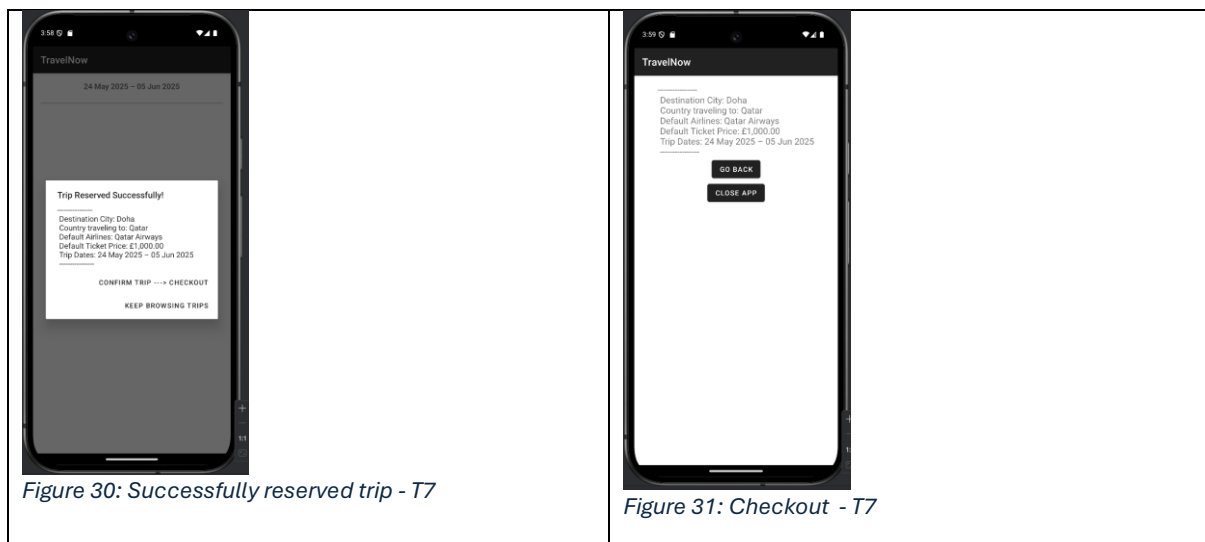 3:58
TravelNow
24 May 2025 – 05 Jun 2025
Trip Reserved Successfully!
Destination City: Doha
Country traveling to: Qatar
Default Airlines: Qatar Airways
Default Ticket Price: £1,000.00
Trip Dates: 24 May 2025 – 05 Jun 2025
CONFIRM TRIP ---> CHECKOUT
KEEP BROWSING TRIPS
1:1
Figure 30: Successfully reserved trip - T7
3:59
TravelNow
Destination City: Doha
Country traveling to: Qatar
Default Airlines: Qatar Airways
Default Ticket Price: £1,000.00
Trip Dates: 24 May 2025 – 05 Jun 2025
GO BACK
CLOSE APP
Figure 31: Checkout - T7